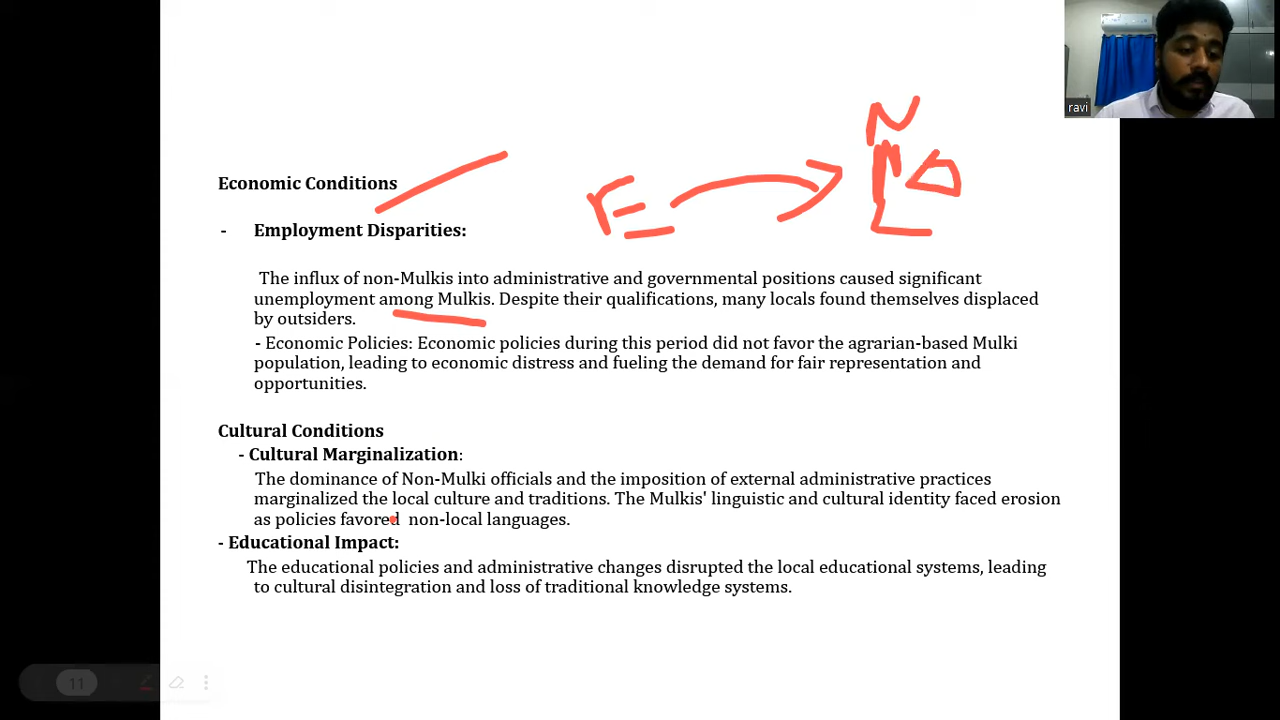 ravi
Economic Conditions
- Employment Disparities:
The influx of non-Mulkis into administrative and governmental positions caused significant
unemployment among Mulkis. Despite their qualifications, many locals found themselves displaced
by outsiders.
- Economic Policies: Economic policies during this period did not favor the agrarian-based Mulki
population, leading to economic distress and fueling the demand for fair representation and
opportunities.
Cultural Conditions
- Cultural Marginalization:
The dominance of Non-Mulki officials and the imposition of external administrative practices
marginalized the local culture and traditions. The Mulkis' linguistic and cultural identity faced erosion
as policies favored non-local languages.
- Educational Impact:
The educational policies and administrative changes disrupted the local educational systems, leading
to cultural disintegration and loss of traditional knowledge systems.
11